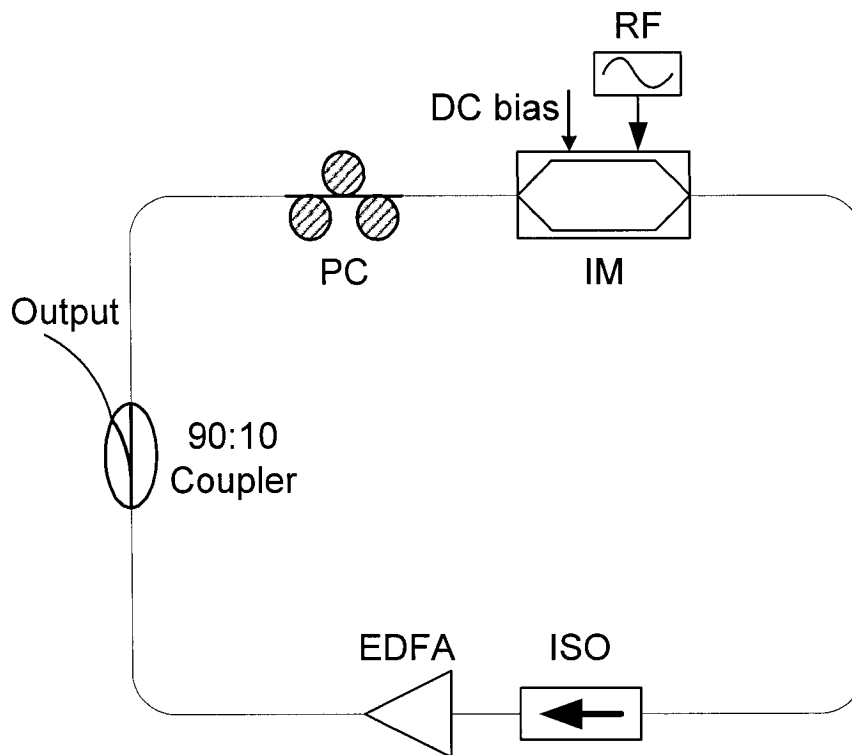 RF
DC bias
PC
IM
Output
90:10
Coupler
EDFA
ISO